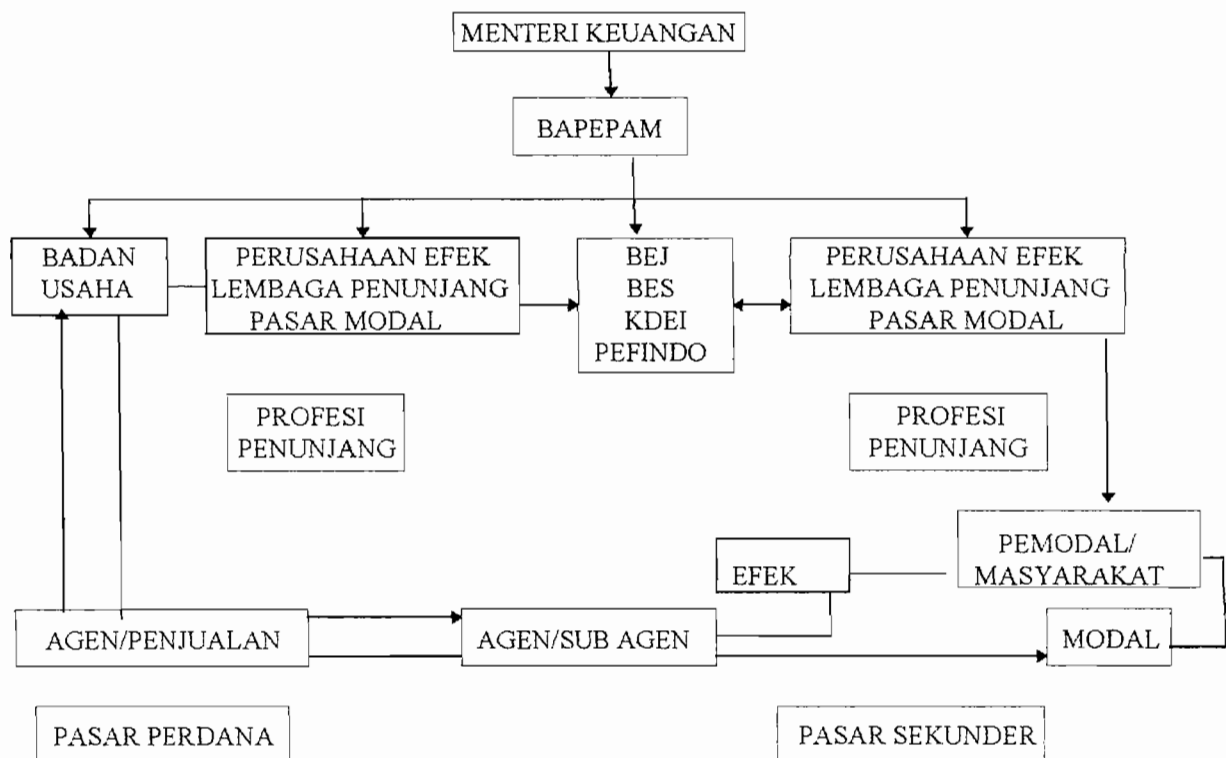 MENTERI KEUANGAN
BAPEPAM
BADAN
USAHA
PERUSAHAAN EFEK
LEMBAGA PENUNJANG
PASAR MODAL
BEJ
BES
KDEI
PEFINDO
PERUSAHAAN EFEK
LEMBAGA PENUNJANG
PASAR MODAL
PROFESI
PENUNJANG
PROFESI
PENUNJANG
EFEK
PEMODAL/
MASYARAKAT
AGEN/PENJUALAN
AGEN/SUB AGEN
MODAL
PASAR PERDANA
PASAR SEKUNDER